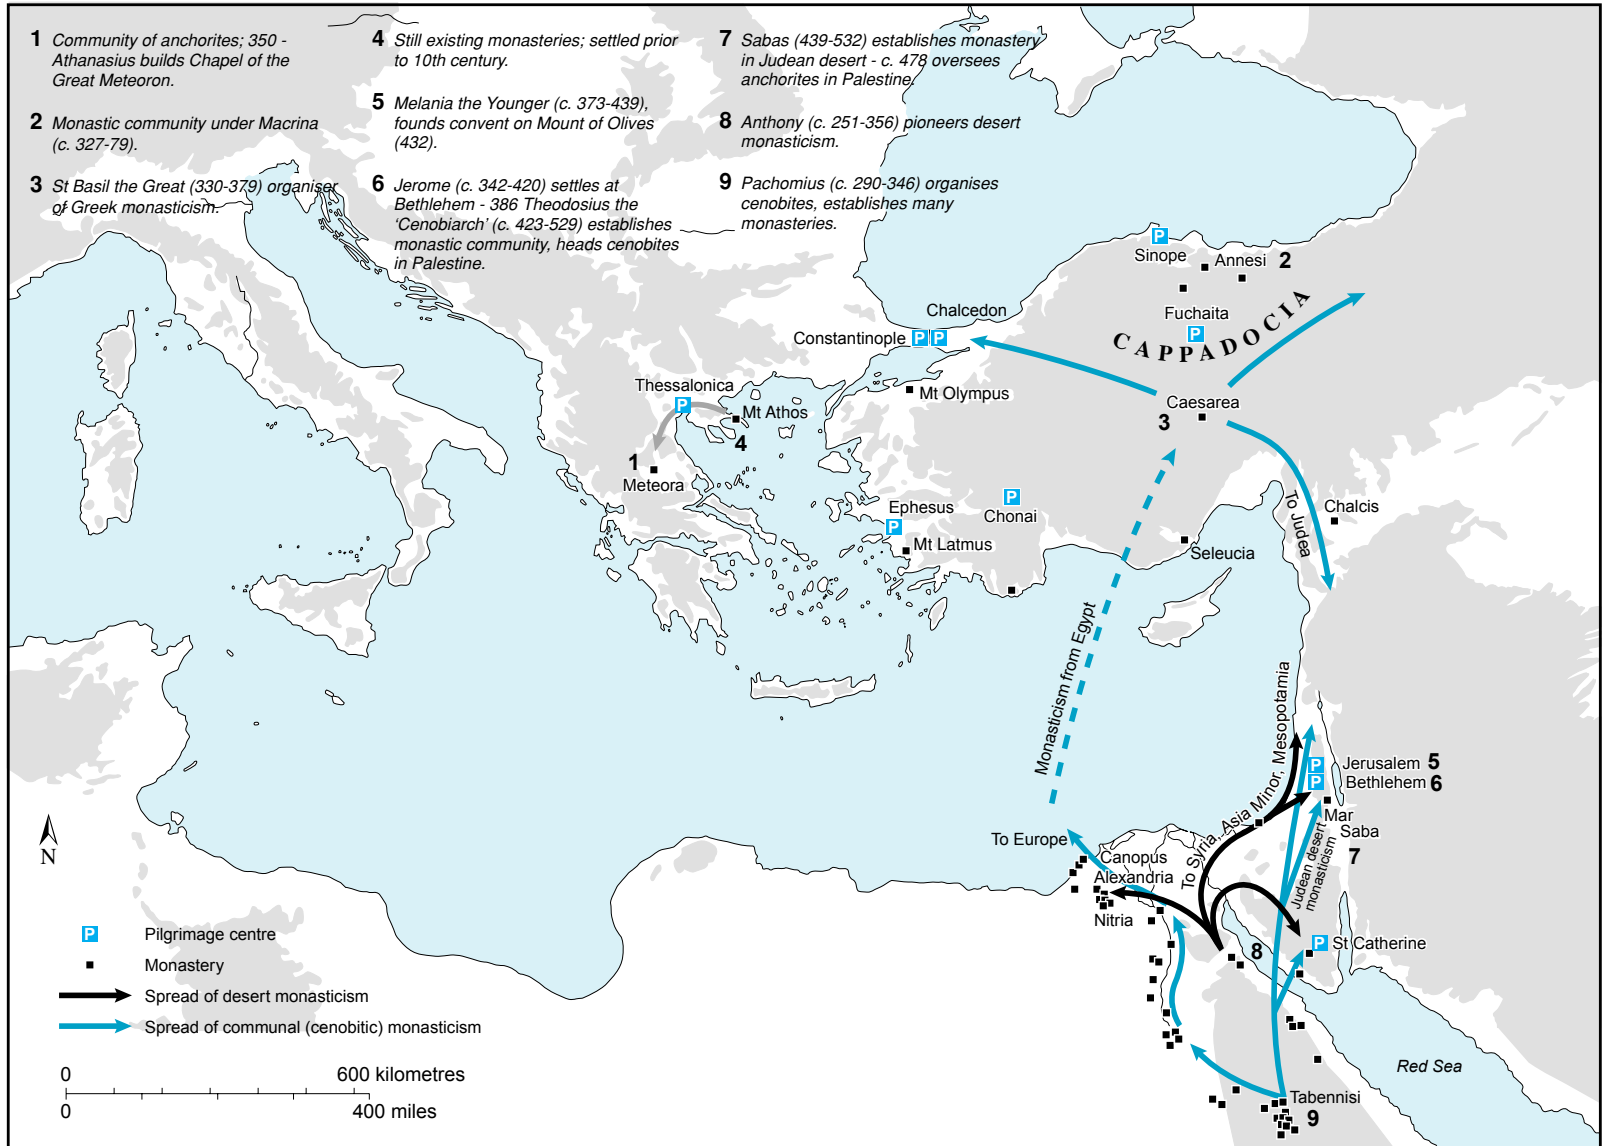 1 Community of anchorites; 350 -
Athanasius builds Chapel of the
Great Meteoron.
2 Monastic community under Macrina
(c. 327-79).
3 St Basil the Great (330-379) organiser
of Greek monasticism.
4 Still existing monasteries; settled prior
to 10th century.
5 Melania the Younger (c. 373-439),
founds convent on Mount of Olives
(432).
6 Jerome (c. 342-420) settles at
Bethlehem - 386 Theodosius the
‘Cenobiarch’ (c. 423-529) establishes
monastic community, heads cenobites
in Palestine.
7 Sabas (439-532) establishes monastery
in Judean desert - c. 478 oversees
anchorites in Palestine.
8 Anthony (c. 251-356) pioneers desert
monasticism.
9 Pachomius (c. 290-346) organises
cenobites, establishes many
monasteries.
P
Sinope
Annesi 2
Fuchaita
P
CAPPADOCIA
Chalcedon
Constantinople P P
Thessalonica
P
Mt Athos
4
Mt Olympus
Caesarea
3
1
Meteora
P
Chonai
Ephesus
P
Mt Latmus
Seleucia
To Judea
Chalcis
Monasticism from Egypt
To Syria, Asia Minor, Mesopotamia
P Jerusalem 5
P Bethlehem 6
Mar
Saba
7
Judean desert
monasticism
To Europe
Canopus
Alexandria
Nitria
8
P St Catherine
Red Sea
Tabennisi
9
N
P Pilgrimage centre
Monastery
Spread of desert monasticism
Spread of communal (cenobitic) monasticism
0 600 kilometres
0 400 miles